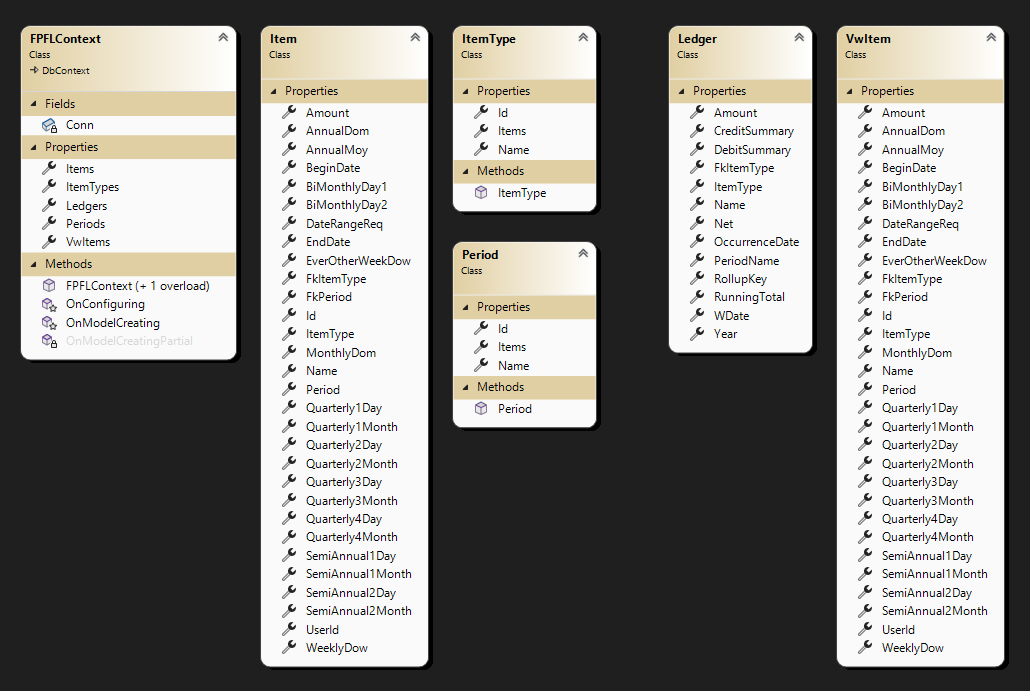 FPFLContext
Class
DbContext
Fields
Conn
Properties
Items
ItemTypes
Ledgers
Periods
VwItems
Methods
FPFLContext (+ 1 overload)
OnConfiguring
OnModelCreating
OnModelCreatingPartial
Item
Class
Properties
Amount
AnnualDom
AnnualMoy
BeginDate
BiMonthlyDay1
BiMonthlyDay2
DateRangeReq
EndDate
EverOtherWeekDow
FkItemType
FkPeriod
Id
ItemType
MonthlyDom
Name
Period
Quarterly1Day
Quarterly1Month
Quarterly2Day
Quarterly2Month
Quarterly3Day
Quarterly3Month
Quarterly4Day
Quarterly4Month
SemiAnnual1Day
SemiAnnual1Month
SemiAnnual2Day
SemiAnnual2Month
UserId
WeeklyDow
ItemType
Class
Properties
Id
Items
Name
Methods
ItemType
Period
Class
Properties
Id
Items
Name
Methods
Period
Ledger
Class
Properties
Amount
CreditSummary
DebitSummary
FkItemType
ItemType
Name
Net
OccurrenceDate
PeriodName
RollupKey
RunningTotal
WDate
Year
VwItem
Class
Properties
Amount
AnnualDom
AnnualMoy
BeginDate
BiMonthlyDay1
BiMonthlyDay2
DateRangeReq
EndDate
EverOtherWeekDow
FkItemType
FkPeriod
Id
ItemType
MonthlyDom
Name
Period
Quarterly1Day
Quarterly1Month
Quarterly2Day
Quarterly2Month
Quarterly3Day
Quarterly3Month
Quarterly4Day
Quarterly4Month
SemiAnnual1Day
SemiAnnual1Month
SemiAnnual2Day
SemiAnnual2Month
UserId
WeeklyDow